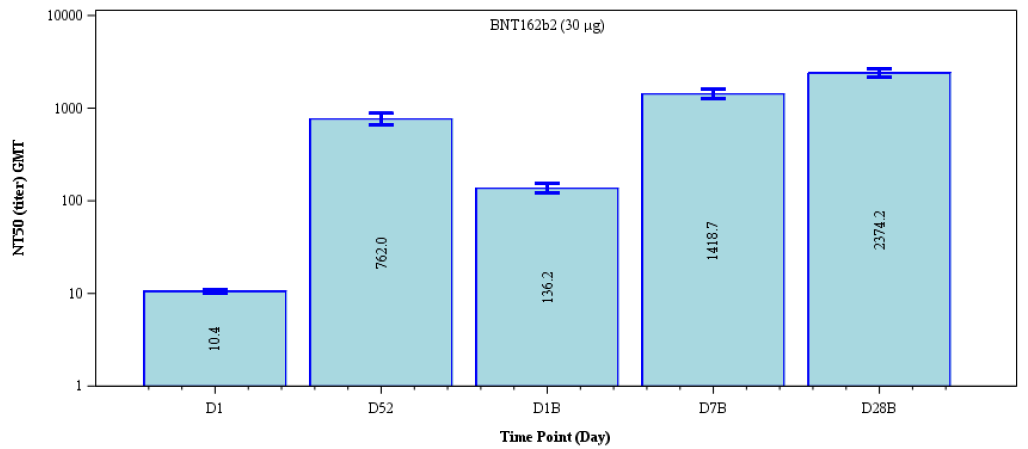 BNT162b2 (30 µg)
10000
1000
100
10
1
NT50 (titer) GMT
10.4
762.0
136.2
1418.7
2374.2
D1
D52
D1B
D7B
D28B
Time Point (Day)